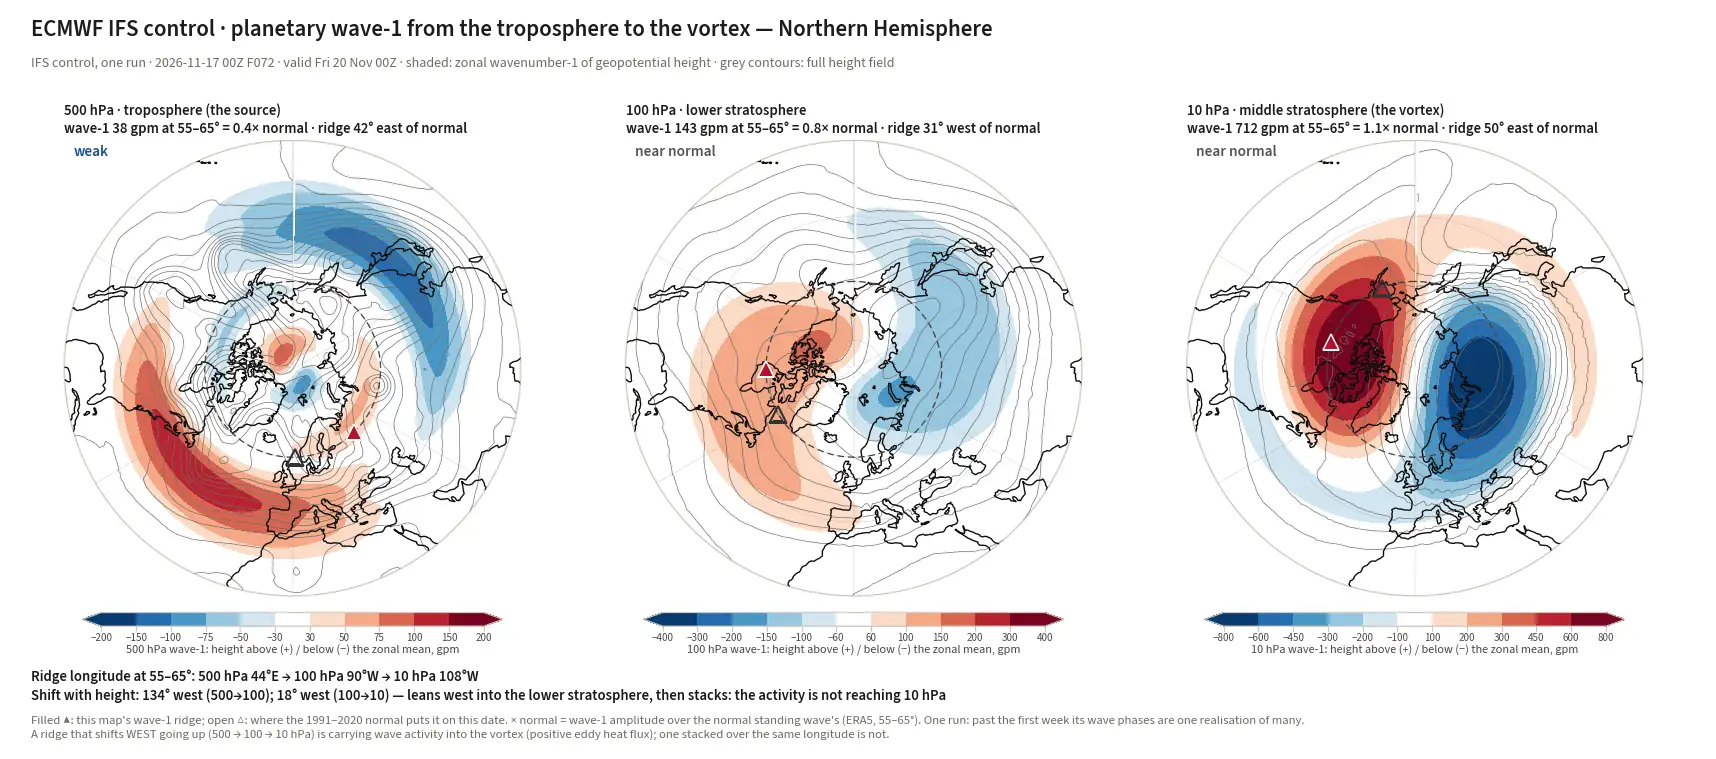 ECMWF IFS control · planetary wave-1 from the troposphere to the vortex — Northern Hemisphere
IFS control, one run · 2026-11-17 00Z F072 · valid Fri 20 Nov 00Z · shaded: zonal wavenumber-1 of geopotential height · grey contours: full height field
500 hPa · troposphere (the source)
wave-1 38 gpm at 55–65° = 0.4× normal · ridge 42° east of normal
weak
100 hPa · lower stratosphere
wave-1 143 gpm at 55–65° = 0.8× normal · ridge 31° west of normal
near normal
10 hPa · middle stratosphere (the vortex)
wave-1 712 gpm at 55–65° = 1.1× normal · ridge 50° east of normal
near normal
−200 −150 −100 −75 −50 −30 30 50 75 100 150 200
500 hPa wave-1: height above (+) / below (−) the zonal mean, gpm
−400 −300 −200 −150 −100 −60 60 100 150 200 300 400
100 hPa wave-1: height above (+) / below (−) the zonal mean, gpm
−800 −600 −450 −300 −200 −100 100 200 300 450 600 800
10 hPa wave-1: height above (+) / below (−) the zonal mean, gpm
Ridge longitude at 55–65°: 500 hPa 44°E → 100 hPa 90°W → 10 hPa 108°W
Shift with height: 134° west (500→100); 18° west (100→10) — leans west into the lower stratosphere, then stacks: the activity is not reaching 10 hPa
Filled ▲: this map's wave-1 ridge; open △: where the 1991–2020 normal puts it on this date. × normal = wave-1 amplitude over the normal standing wave's (ERA5, 55–65°). One run: past the first week its wave phases are one realisation of many.
A ridge that shifts WEST going up (500 → 100 → 10 hPa) is carrying wave activity into the vortex (positive eddy heat flux); one stacked over the same longitude is not.